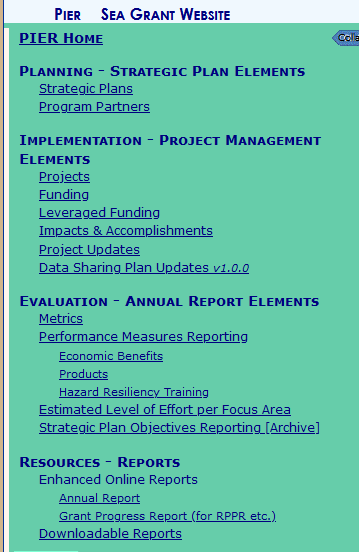 Pier Sea Grant Website
PIER Home
Colla
Planning - Strategic Plan Elements
Strategic Plans
Program Partners
Implementation - Project Management
Elements
Projects
Funding
Leveraged Funding
Impacts & Accomplishments
Project Updates
Data Sharing Plan Updates v1.0.0
Evaluation - Annual Report Elements
Metrics
Performance Measures Reporting
Economic Benefits
Products
Hazard Resiliency Training
Estimated Level of Effort per Focus Area
Strategic Plan Objectives Reporting [Archive]
Resources - Reports
Enhanced Online Reports
Annual Report
Grant Progress Report (for RPPR etc.)
Downloadable Reports